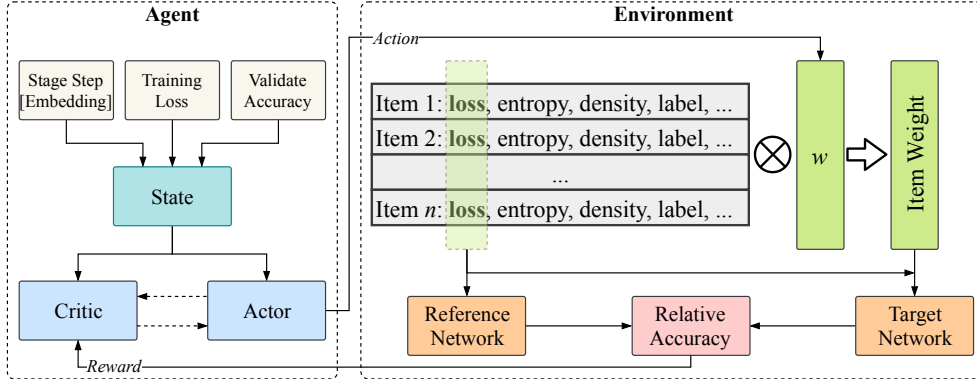 Agent
Environment
Action
Stage Step
[Embedding]
Training
Loss
Validate
Accuracy
State
Critic
Actor
Reward
Item 1: loss, entropy, density, label, ...
Item 2: loss, entropy, density, label, ...
...
Item n: loss, entropy, density, label, ...
w
Item Weight
Reference
Network
Relative
Accuracy
Target
Network